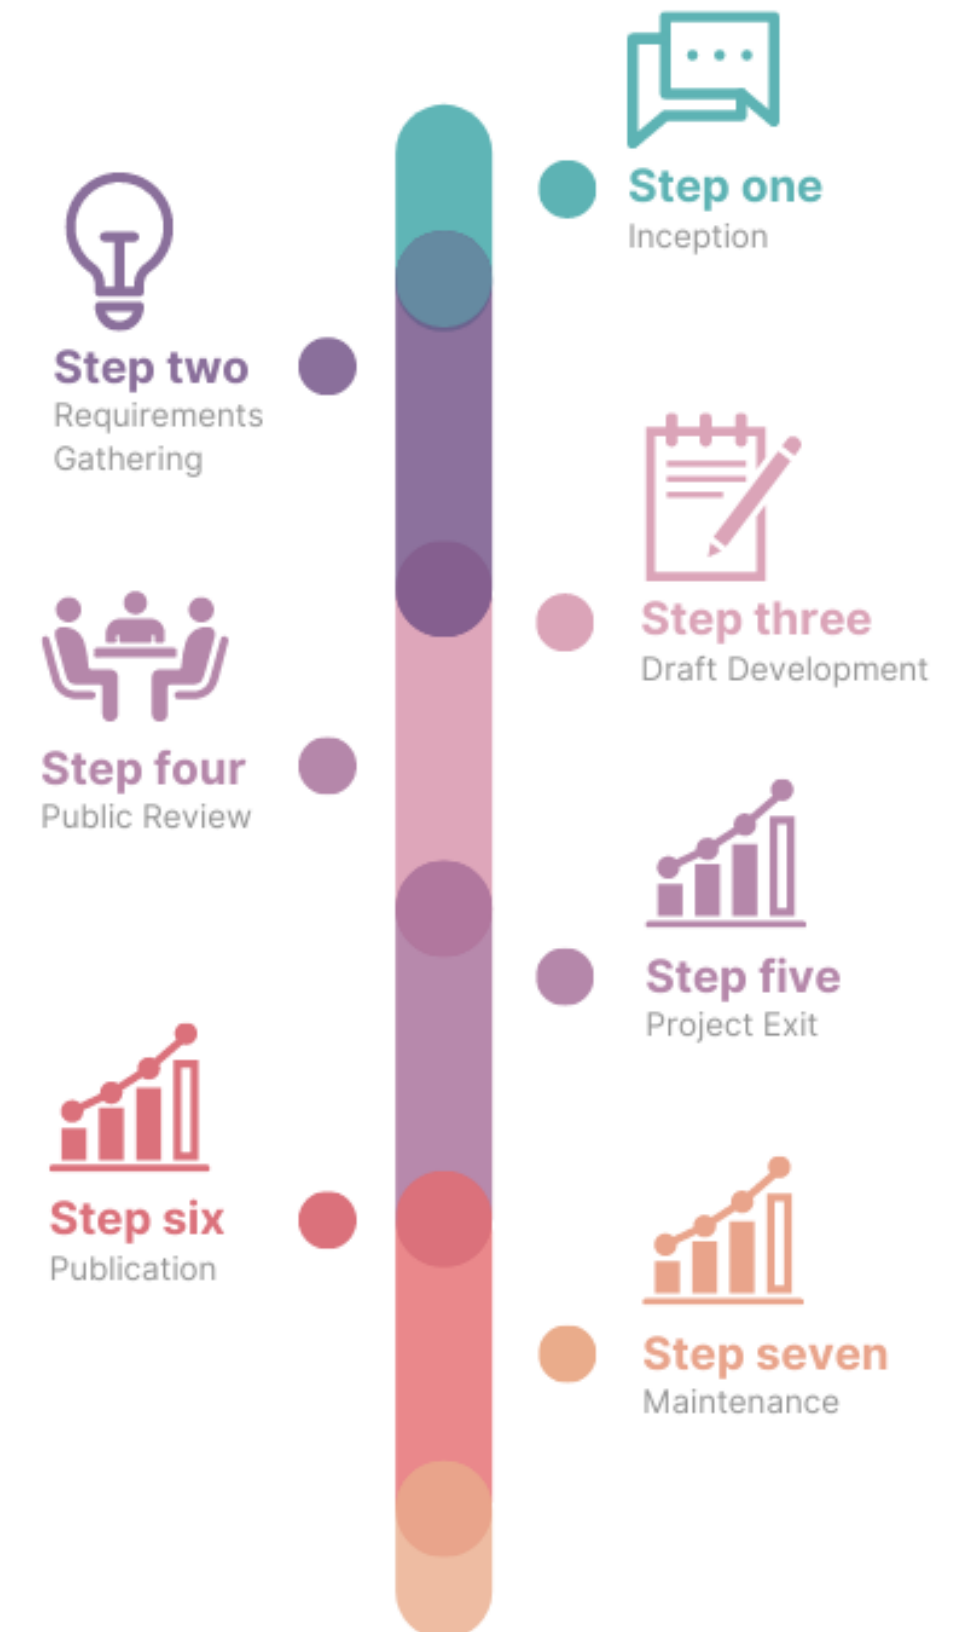 Step one
Inception
Step two
Requirements
Gathering
Step three
Draft Development
Step four
Public Review
Step five
Project Exit
Step six
Publication
Step seven
Maintenance